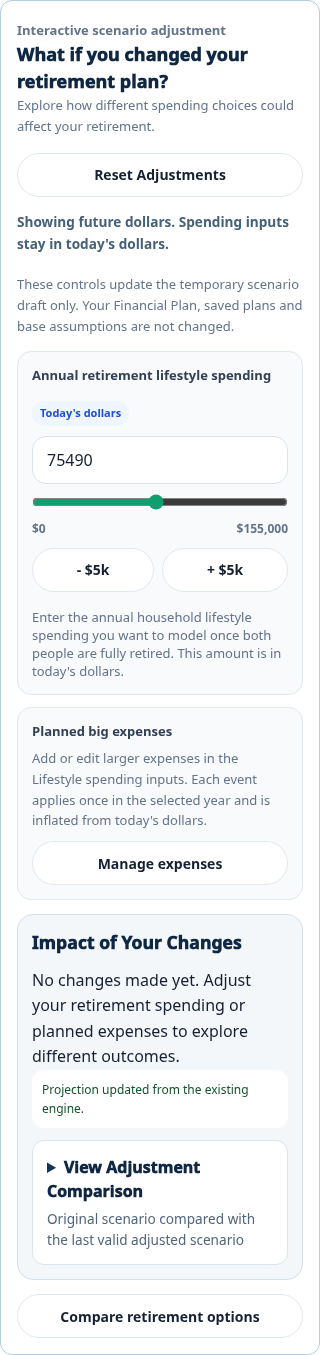 Interactive scenario adjustment
What if you changed your
retirement plan?
Explore how different spending choices could
affect your retirement.
Reset Adjustments
Showing future dollars. Spending inputs
stay in today's dollars.
These controls update the temporary scenario
draft only. Your Financial Plan, saved plans and
base assumptions are not changed.
Annual retirement lifestyle spending
Today's dollars
75490
$0 $155,000
- $5k + $5k
Enter the annual household lifestyle
spending you want to model once both
people are fully retired. This amount is in
today's dollars.
Planned big expenses
Add or edit larger expenses in the
Lifestyle spending inputs. Each event
applies once in the selected year and is
inflated from today's dollars.
Manage expenses
Impact of Your Changes
No changes made yet. Adjust
your retirement spending or
planned expenses to explore
different outcomes.
Projection updated from the existing
engine.
View Adjustment
Comparison
Original scenario compared with
the last valid adjusted scenario
Compare retirement options